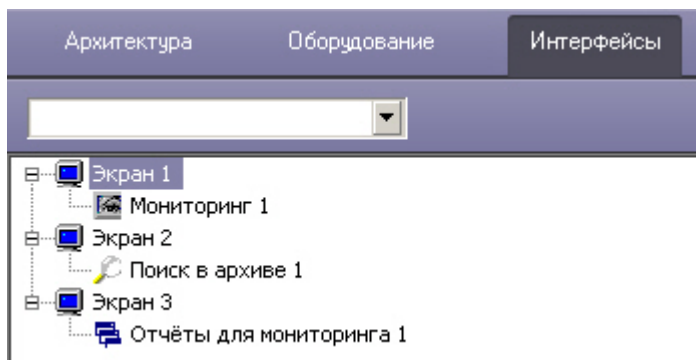 Архитектура Оборудование Интерфейсы
Экран 1
Мониторинг 1
Экран 2
Поиск в архиве 1
Экран 3
Отчёты для мониторинга 1